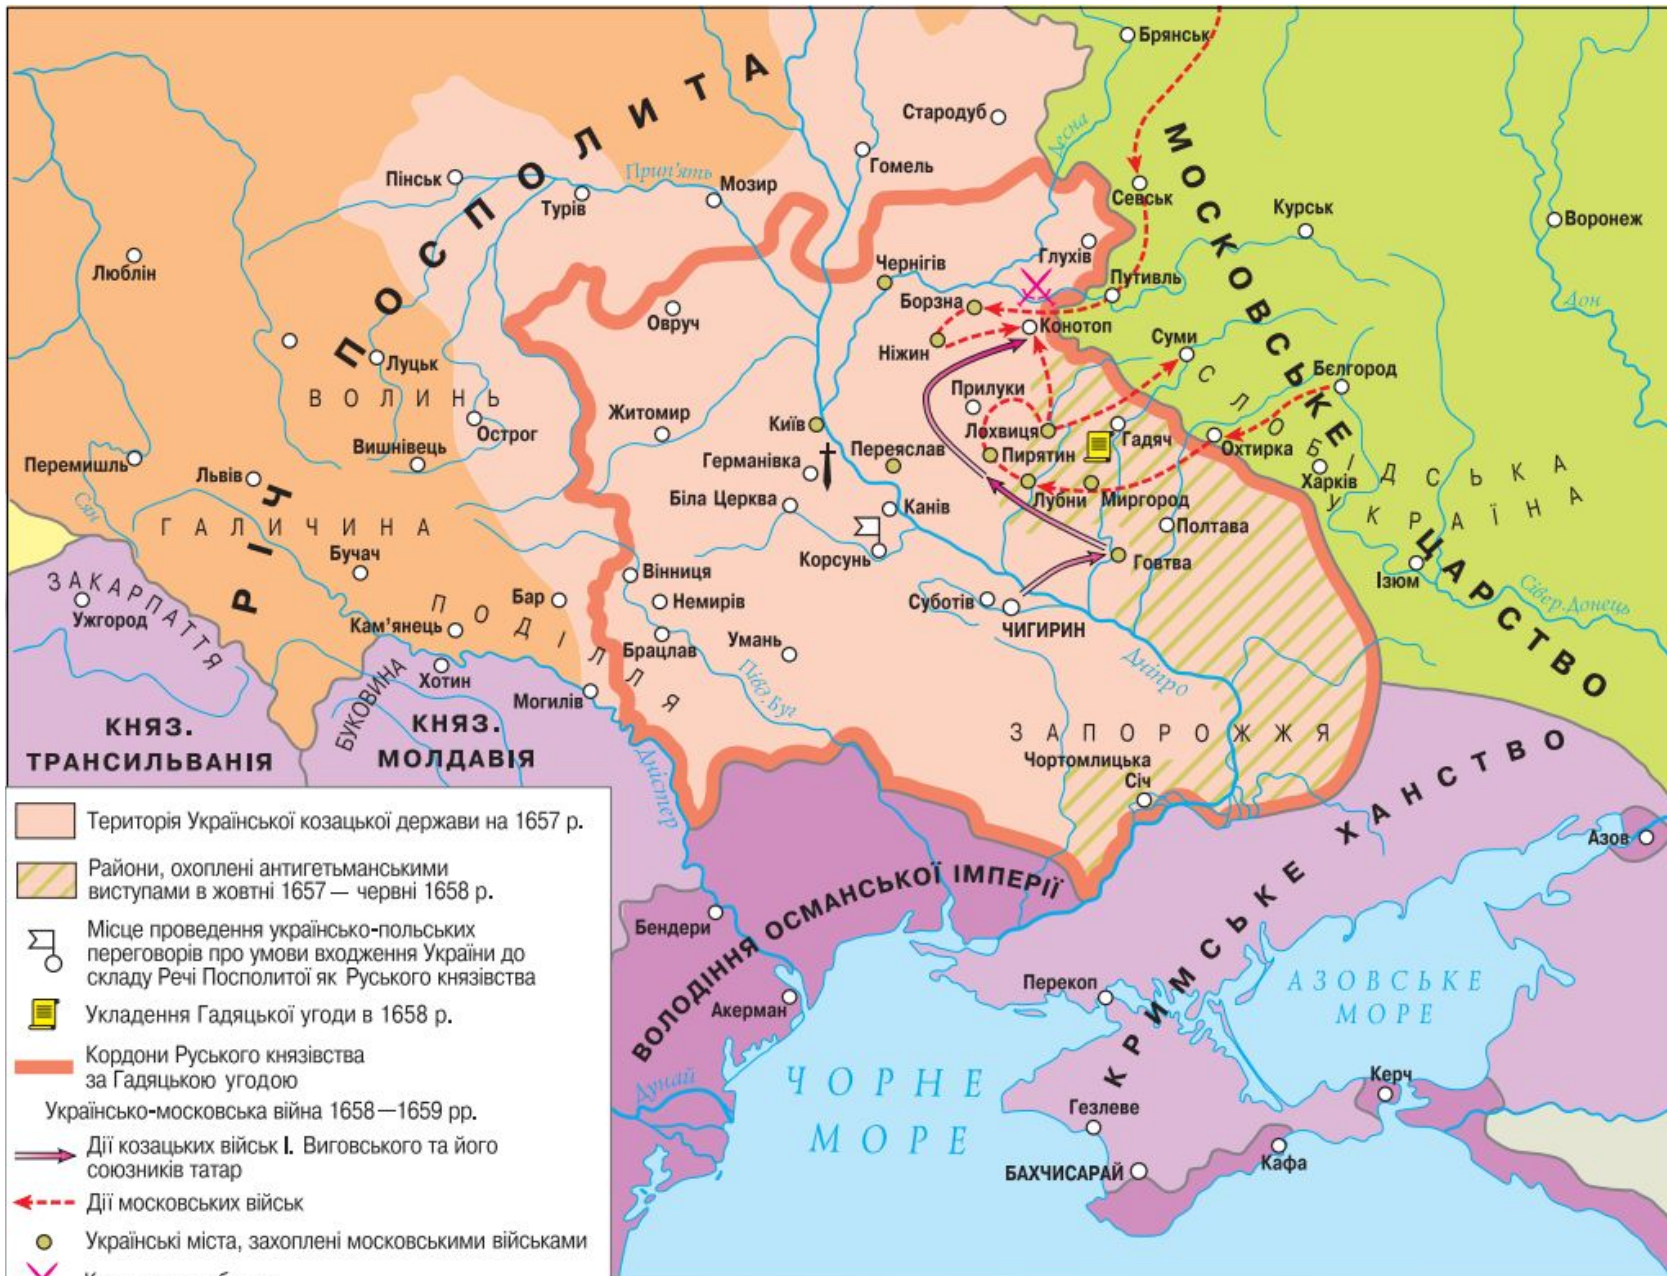 РІЧ ПОСПОЛИТА
МОСКОВСЬКЕ ЦАРСТВО
Брянськ
Стародуб
Десна
Гомель
Пінськ
Прип'ять
Турів
Мозир
Севськ
Курськ
Воронеж
Люблін
Глухів
Чернігів
Путивль
Борзна
Дон
Овруч
Конотоп
Ніжин
Суми
Луцьк
Бєлгород
ВОЛИНЬ
Прилуки
СЛОБІДСЬКА
УКРАЇНА
Житомир
Острог
Київ
Лохвиця
Гадяч
Вишнівець
Переяслав
Охтирка
Перемишль
Германівка
Пирятин
Львів
Харків
Біла Церква
Канів
Лубни
Миргород
Сян
ГАЛИЧИНА
Полтава
Бучач
Корсунь
Говтва
Вінниця
Ізюм
ЗАКАРПАТТЯ
Ужгород
ПОДІЛЛЯ
Бар
Немирів
Суботів
ЧИГИРИН
Сівер.Донець
Кам'янець
Брацлав
Умань
Дніпро
Півд.Буг
Хотин
Могилів
БУКОВИНА
КНЯЗ.
ТРАНСИЛЬВАНІЯ
КНЯЗ.
МОЛДАВІЯ
ЗАПОРОЖЖЯ
Чортомлицька
Січ
Дністер
КРИМСЬКЕ ХАНСТВО
Азов
ВОЛОДІННЯ ОСМАНСЬКОЇ ІМПЕРІЇ
Бендери
Перекоп
АЗОВСЬКЕ
МОРЕ
Акерман
Дунай
ЧОРНЕ
МОРЕ
Керч
Гезлеве
БАХЧИСАРАЙ
Кафа
Територія Української козацької держави на 1657 р.
Райони, охоплені антигетьманськими
виступами в жовтні 1657 — червні 1658 р.
Місце проведення українсько-польських
переговорів про умови входження України до
складу Речі Посполитої як Руського князівства
Укладення Гадяцької угоди в 1658 р.
Кордони Руського князівства
за Гадяцькою угодою
Українсько-московська війна 1658—1659 рр.
Дії козацьких військ І. Виговського та його
союзників татар
Дії московських військ
Українські міста, захоплені московськими військами